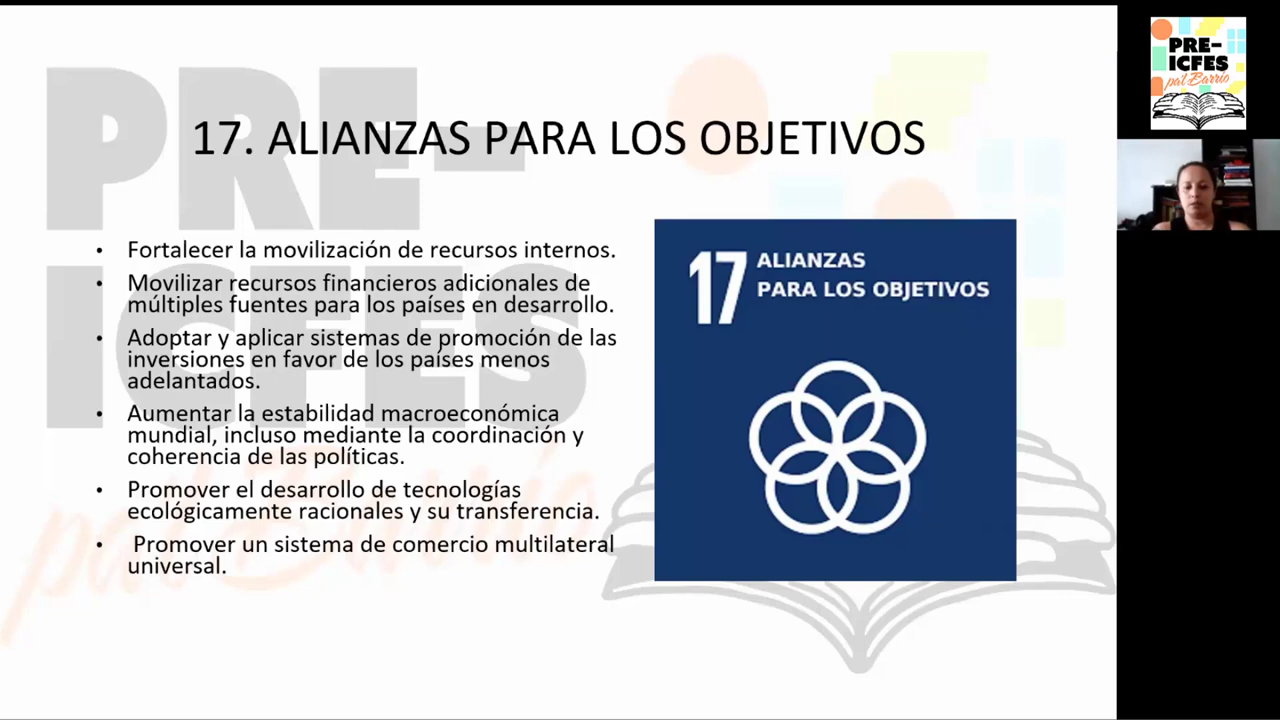 17. ALIANZAS PARA LOS OBJETIVOS
• Fortalecer la movilización de recursos internos.
• Movilizar recursos financieros adicionales de
múltiples fuentes para los países en desarrollo.
• Adoptar y aplicar sistemas de promoción de las
inversiones en favor de los países menos
adelantados.
• Aumentar la estabilidad macroeconómica
mundial, incluso mediante la coordinación y
coherencia de las políticas.
• Promover el desarrollo de tecnologías
ecológicamente racionales y su transferencia.
• Promover un sistema de comercio multilateral
universal.
17 ALIANZAS
PARA LOS OBJETIVOS
PRE-
ICFES
pa'l Barrio
PRE-
ICFES
pa'l Barrio